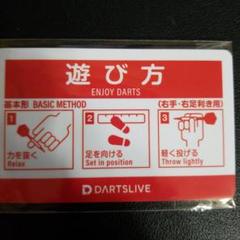 遊び方
ENJOY DARTS
基本形 BASIC METHOD
(右手・右足利き用)
1
力を抜く
Relax
2
足を向ける
Set in position
3
軽く投げる
Throw lightly
DARTSLIVE